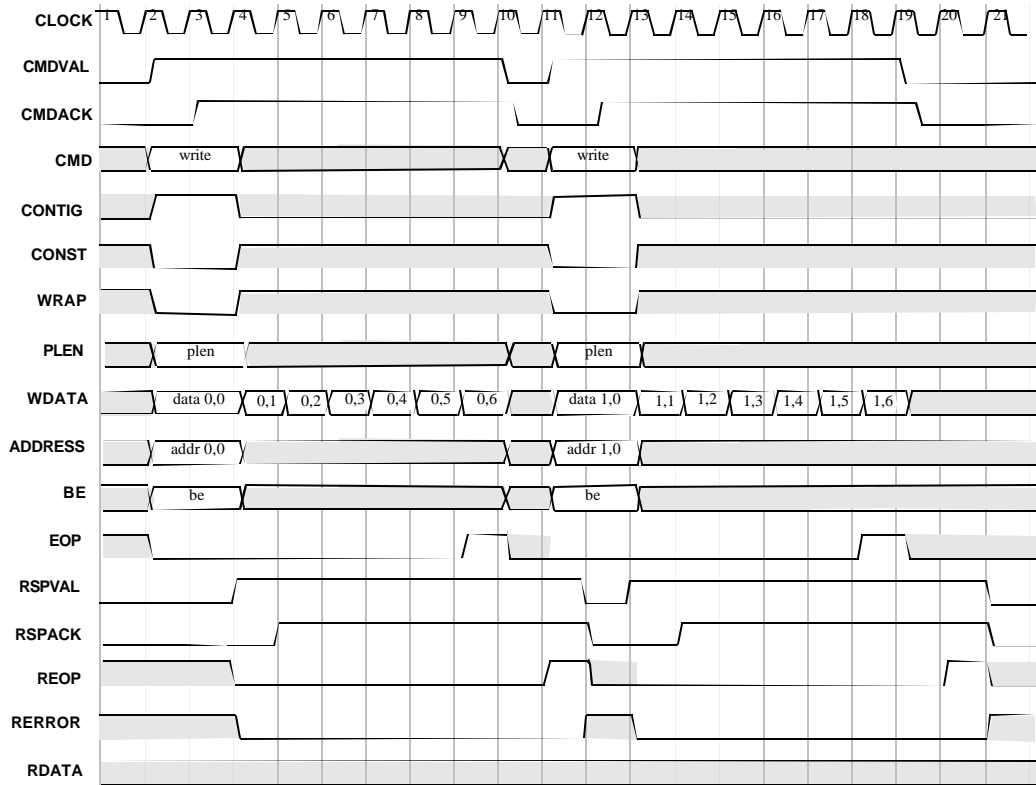 CLOCK 1 2 3 4 5 6 7 8 9 10 11 12 13 14 15 16 17 18 19 20 21
CMDVAL
CMDACK
CMD write write
CONTIG
CONST
WRAP
PLEN plen plen
WDATA data 0,0 0,1 0,2 0,3 0,4 0,5 0,6 data 1,0 1,1 1,2 1,3 1,4 1,5 1,6
ADDRESS addr 0,0 addr 1,0
BE be be
EOP
RSPVAL
RSPACK
REOP
RERROR
RDATA